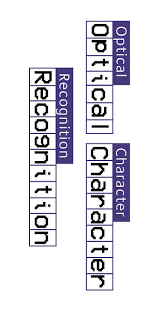 Optical Character
Optical Character
Recognition
Recognition